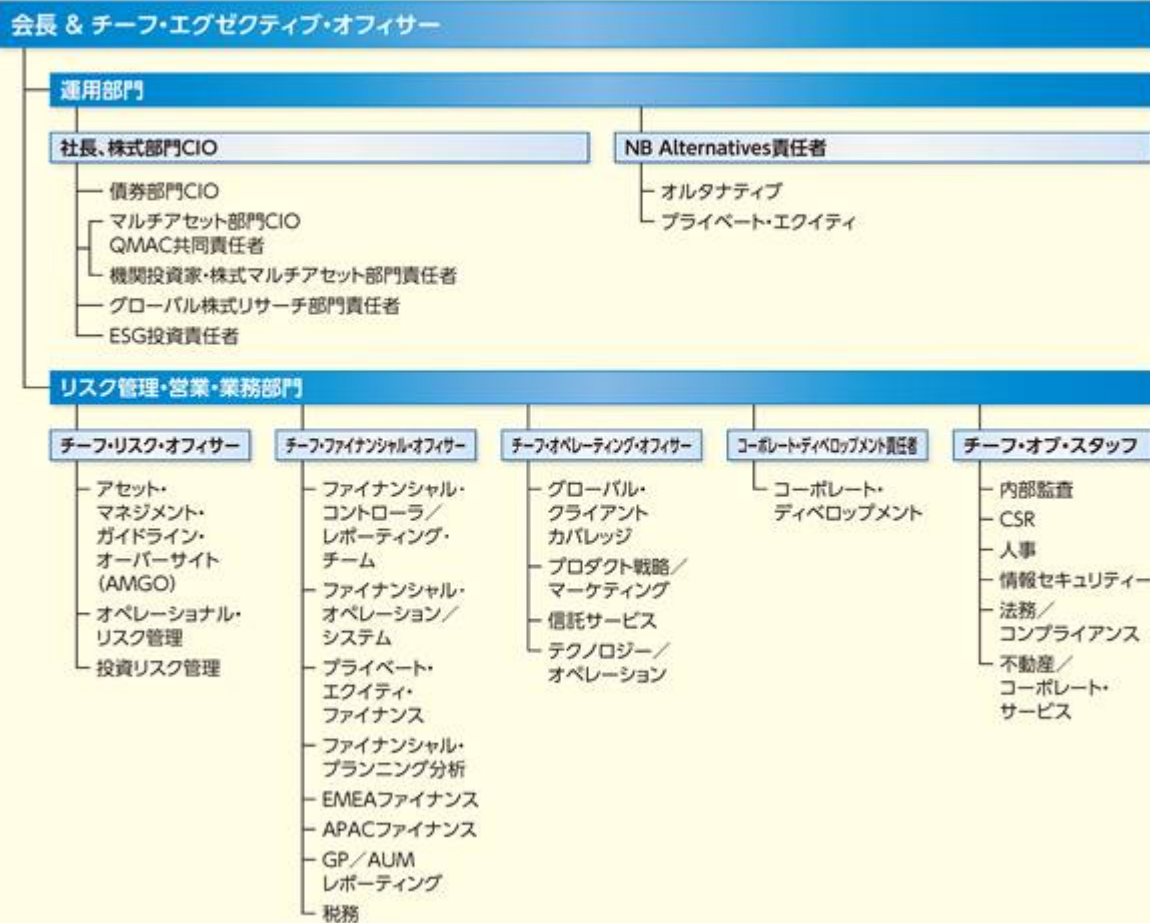 会長 & チーフ・エグゼクティブ・オフィサー
運用部門
社長、株式部門CIO
債券部門CIO
マルチアセット部門CIO
QMAC共同責任者
機関投資家・株式マルチアセット部門責任者
グローバル株式リサーチ部門責任者
ESG投資責任者
NB Alternatives責任者
オルタナティブ
プライベート・エクイティ
リスク管理・営業・業務部門
チーフ・リスク・オフィサー
アセット・
マネジメント・
ガイドライン・
オーバーサイト
(AMGO)
オペレーショナル・
リスク管理
投資リスク管理
チーフ・ファイナンシャル・オフィサー
ファイナンシャル・
コントローラ／
レポーティング・
チーム
ファイナンシャル・
オペレーション／
システム
プライベート・
エクイティ・
ファイナンス
ファイナンシャル・
プランニング分析
EMEAファイナンス
APACファイナンス
GP／AUM
レポーティング
税務
チーフ・オペレーティング・オフィサー
グローバル・
クライアント
カバレッジ
プロダクト戦略／
マーケティング
信託サービス
テクノロジー／
オペレーション
コーポレート・ディベロップメント責任者
コーポレート・
ディベロップメント
チーフ・オブ・スタッフ
内部監査
CSR
人事
情報セキュリティー
法務／
コンプライアンス
不動産／
コーポレート・
サービス